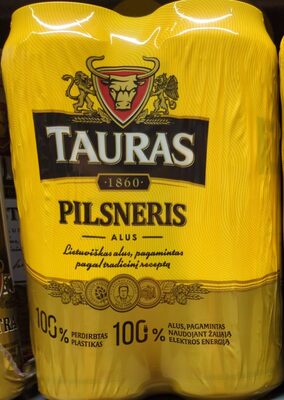 TAURAS
· 1860 ·
PILSNERIS
— ALUS —
Lietuviškas alus, pagamintas
pagal tradicinį receptą
100% PERDIRBTAS
PLASTIKAS
100% ALUS, PAGAMINTAS
NAUDOJANT ŽALIĄJĄ
ELEKTROS ENERGIJĄ